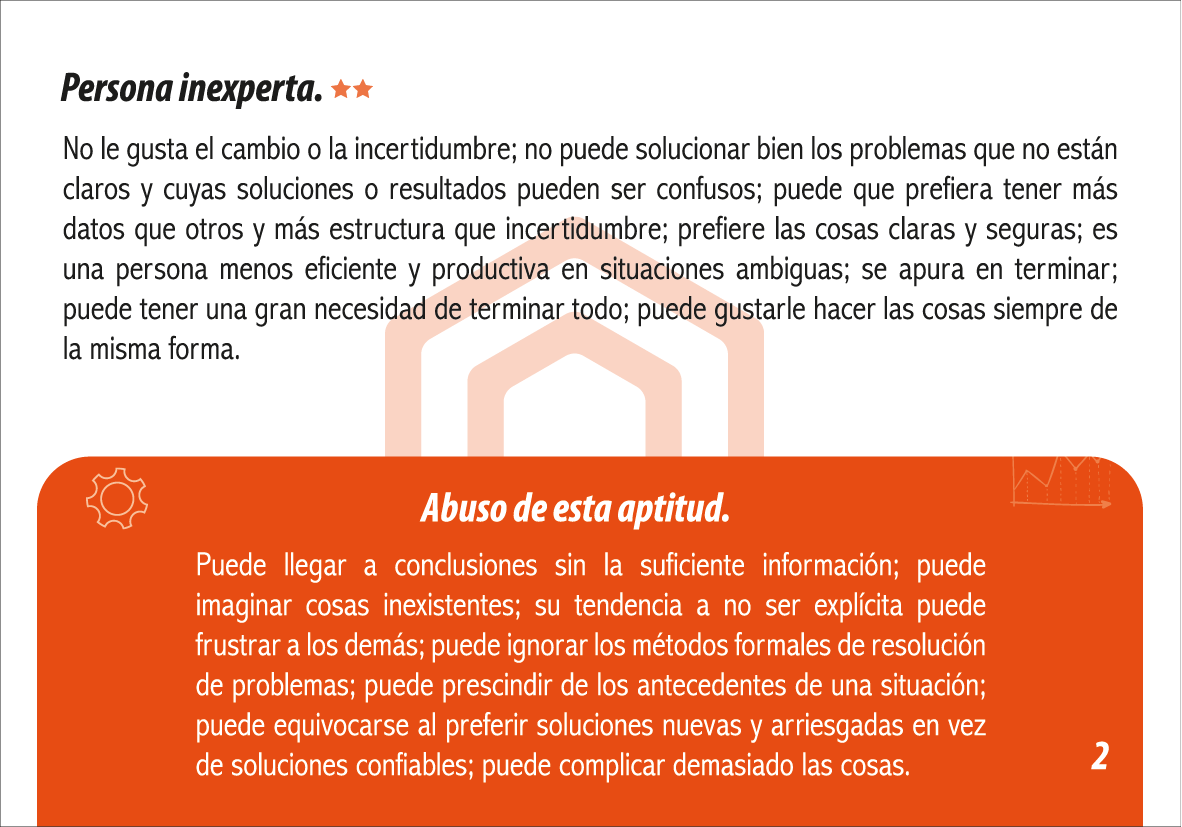 Persona inexperta.
No le gusta el cambio o la incertidumbre; no puede solucionar bien los problemas que no están
claros y cuyas soluciones o resultados pueden ser confusos; puede que prefiera tener más
datos que otros y más estructura que incertidumbre; prefiere las cosas claras y seguras; es
una persona menos eficiente y productiva en situaciones ambiguas; se apura en terminar;
puede tener una gran necesidad de terminar todo; puede gustarle hacer las cosas siempre de
la misma forma.
Abuso de esta aptitud.
Puede llegar a conclusiones sin la suficiente información; puede
imaginar cosas inexistentes; su tendencia a no ser explícita puede
frustrar a los demás; puede ignorar los métodos formales de resolución
de problemas; puede prescindir de los antecedentes de una situación;
puede equivocarse al preferir soluciones nuevas y arriesgadas en vez
de soluciones confiables; puede complicar demasiado las cosas.
2